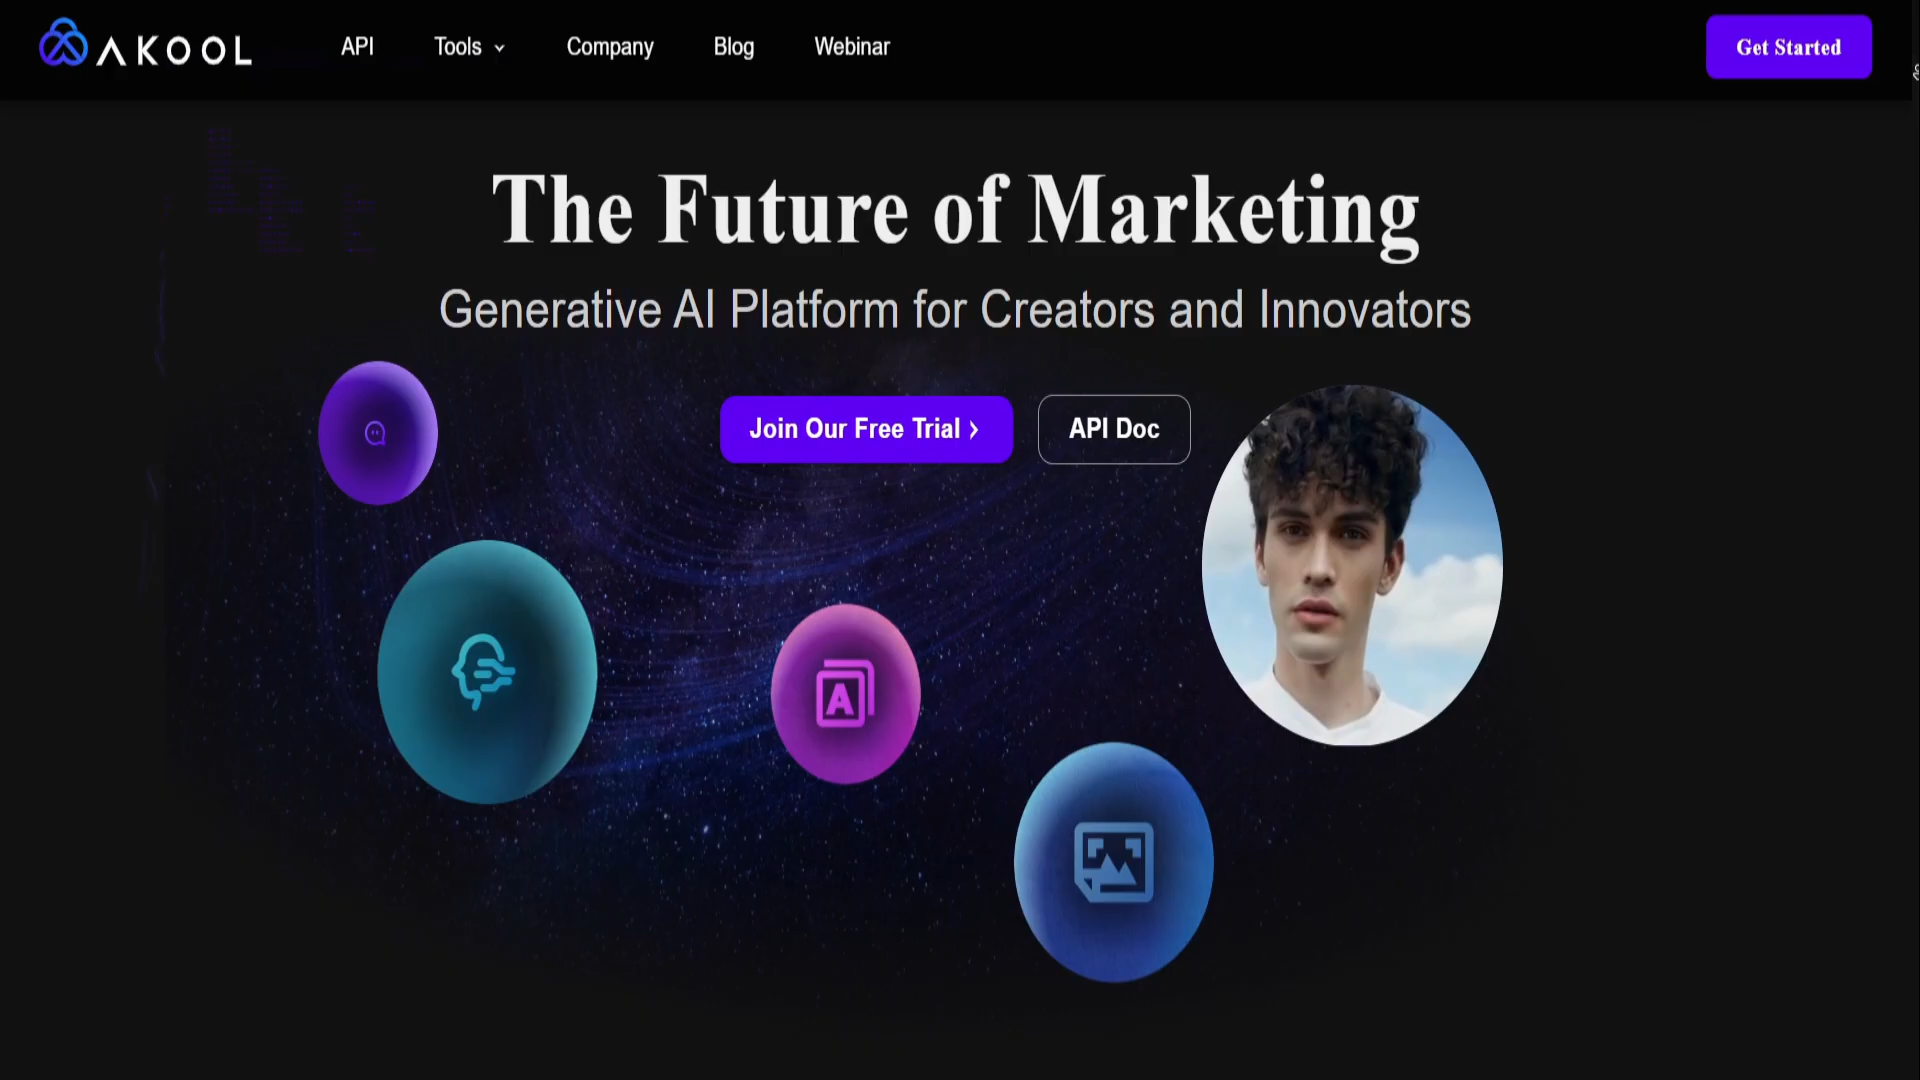 AKOOL
API
Tools
Company
Blog
Webinar
Get Started
The Future of Marketing
Generative AI Platform for Creators and Innovators
Join Our Free Trial ›
API Doc
A